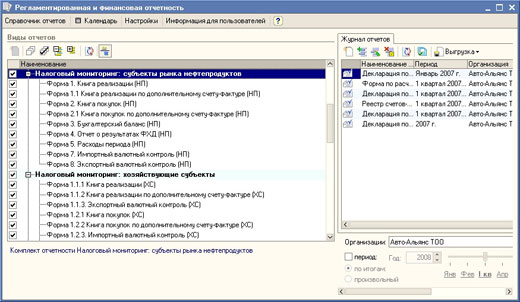 Регламентированная и финансовая отчетность
Справочник отчетов Календарь Настройки Информация для пользователей
Виды отчетов
Наименование
Налоговый мониторинг: субъекты рынка нефтепродуктов
Форма 1. Книга реализации (НП)
Форма 1.1 Книга реализации по дополнительному счету-фактуре (НП)
Форма 2. Книга покупок (НП)
Форма 2.1 Книга покупок по дополнительному счету-фактуре (НП)
Форма 3. Бухгалтерский баланс (НП)
Форма 4. Отчет о результатах ФХД (НП)
Форма 5. Расходы периода (НП)
Форма 7. Импортный валютный контроль (НП)
Форма 8. Экспортный валютный контроль (НП)
Налоговый мониторинг: хозяйствующие субъекты
Форма 1.1.1 Книга реализации (ХС)
Форма 1.1.2 Книга реализации по дополнительному счету-фактуре (ХС)
Форма 1.1.3. Экспортный валютный контроль (ХС)
Форма 1.2.1 Книга покупок (ХС)
Форма 1.2.2 Книга покупок по дополнительному счету-фактуре (ХС)
Форма 1.2.3. Импортный валютный контроль (ХС)
Комплект отчетности Налоговый мониторинг: субъекты рынка нефтепродуктов
Журнал отчетов
Выгрузка
Наименование ... Период Организация
Декларация по... Январь 2007 г. Авто-Альянс Т
Форма по расч... 1 квартал 2007... Авто-Альянс Т
Декларация по... 1 квартал 2007... Авто-Альянс Т
Реестр счетов-... 1 квартал 2007... Авто-Альянс Т
Декларация по... 1 квартал 2007... Авто-Альянс Т
Декларация по... 2007 г. Авто-Альянс Т
Организации: Авто-Альянс ТОО
период: Год: 2008
по итогам:
произвольный
Янв Фев I кв Апр